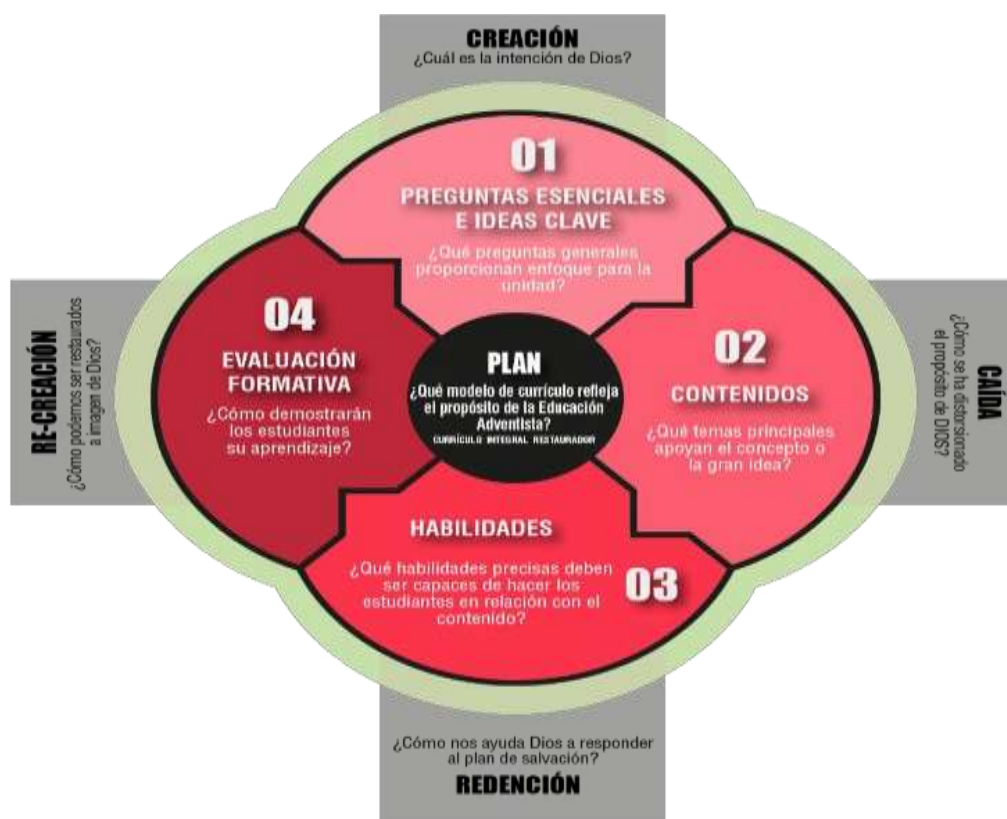 CREACIÓN
¿Cuál es la intención de Dios?
01
PREGUNTAS ESENCIALES
E IDEAS CLAVE
¿Qué preguntas generales
proporcionan enfoque para la
unidad?
02
CONTENIDOS
¿Qué temas principales
apoyan el concepto o
la gran idea?
CAÍDA
¿Cómo se ha distorsionado
el propósito de DIOS?
PLAN
¿Qué modelo de currículo refleja
el propósito de la Educación
Adventista?
CURRÍCULO INTEGRAL RESTAURADOR
HABILIDADES
¿Qué habilidades precisas deben
ser capaces de hacer los
estudiantes en relación con el
contenido?
03
¿Cómo nos ayuda Dios a responder
al plan de salvación?
REDENCIÓN
04
EVALUACIÓN
FORMATIVA
¿Cómo demostrarán
los estudiantes
su aprendizaje?
RE-CREACIÓN
¿Cómo podemos ser restaurados
a imagen de Dios?